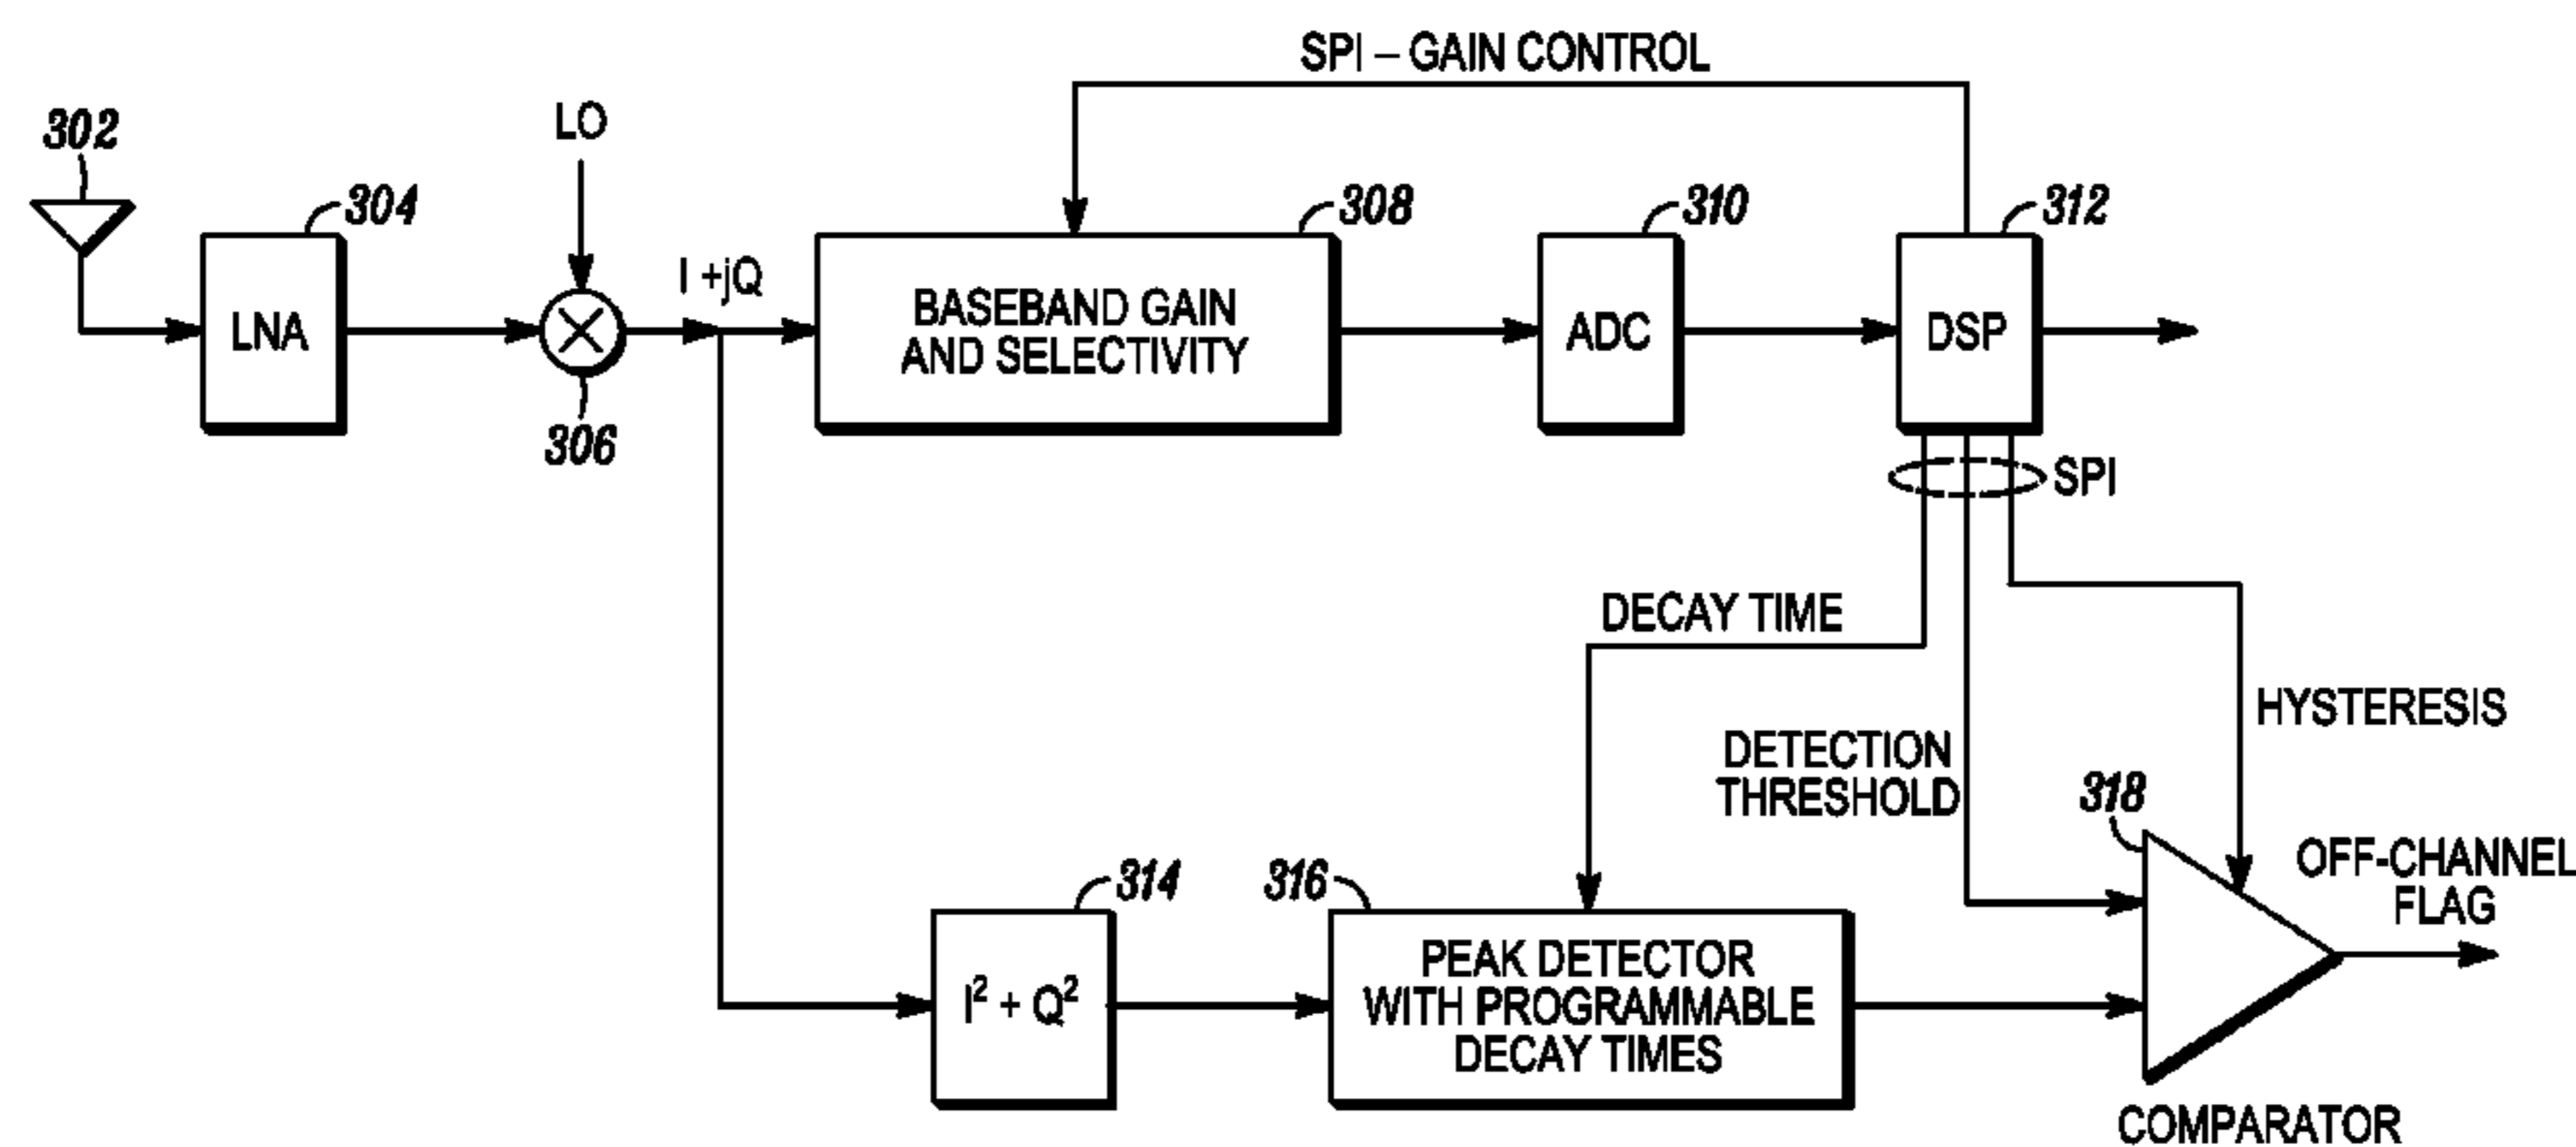 SPI – GAIN CONTROL
302
LO
304
308
310
312
I +jQ
LNA
BASEBAND GAIN
AND SELECTIVITY
ADC
DSP
306
SPI
DECAY TIME
HYSTERESIS
DETECTION
THRESHOLD
318
314
316
OFF-CHANNEL
FLAG
I² + Q²
PEAK DETECTOR
WITH PROGRAMMABLE
DECAY TIMES
COMPARATOR